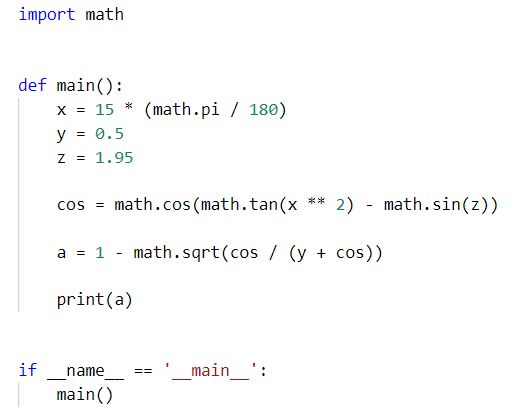 import math
def main():
    x = 15 * (math.pi / 180)
    y = 0.5
    z = 1.95
    cos = math.cos(math.tan(x ** 2) - math.sin(z))
    a = 1 - math.sqrt(cos / (y + cos))
    print(a)
if __name__ == '__main__':
    main()